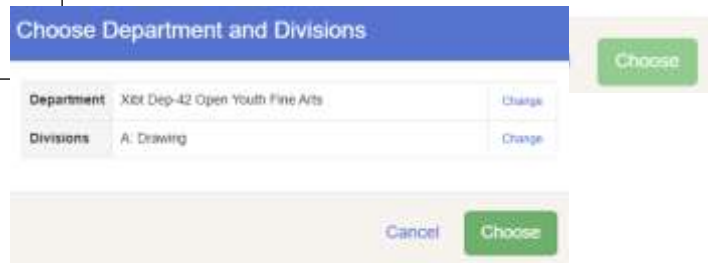 Choose Department and Divisions
Choose
Department Xibt Dep-42 Open Youth Fine Arts Change
Divisions A: Drawing Change
Cancel Choose